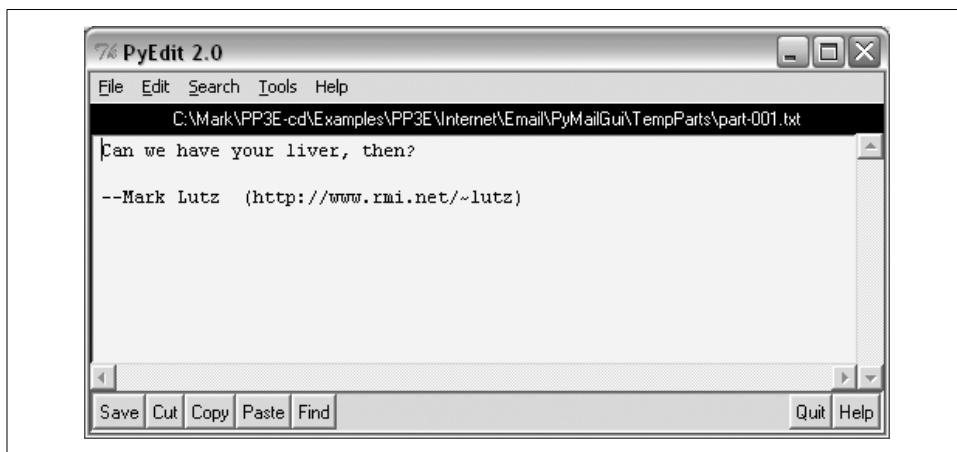 PyEdit 2.0
File Edit Search Tools Help
C:\Mark\PP3E-cd\Examples\PP3E\Internet\Email\PyMailGui\TempParts\part-001.txt
Can we have your liver, then?
--Mark Lutz  (http://www.rmi.net/~lutz)
Save Cut Copy Paste Find Quit Help